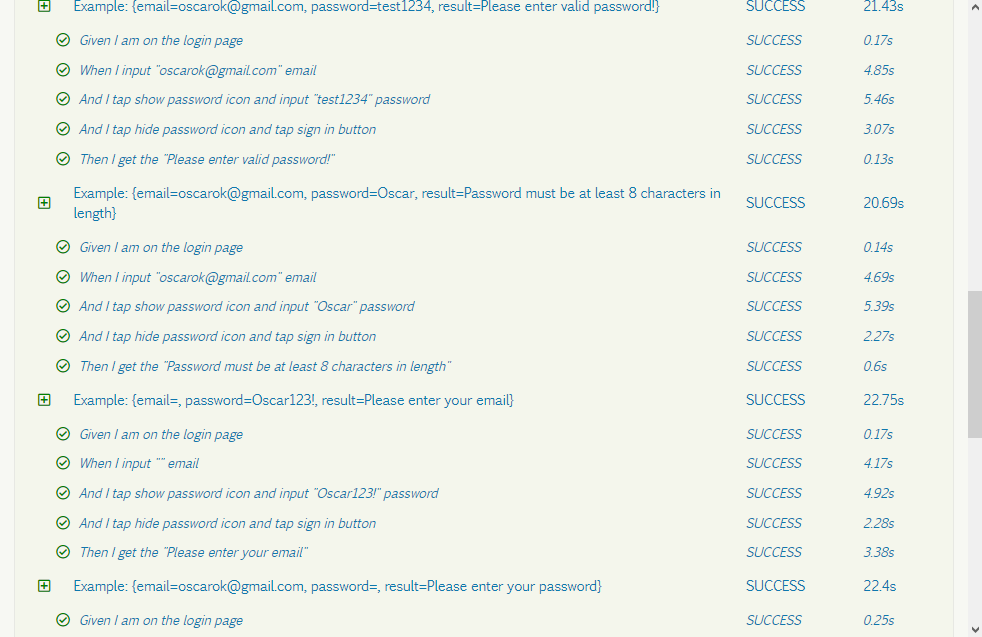 Example: {email=oscarok@gmail.com, password=test1234, result=Please enter valid password!} SUCCESS 21.43s
Given I am on the login page SUCCESS 0.17s
When I input "oscarok@gmail.com" email SUCCESS 4.85s
And I tap show password icon and input "test1234" password SUCCESS 5.46s
And I tap hide password icon and tap sign in button SUCCESS 3.07s
Then I get the "Please enter valid password!" SUCCESS 0.13s
Example: {email=oscarok@gmail.com, password=Oscar, result=Password must be at least 8 characters in
length} SUCCESS 20.69s
Given I am on the login page SUCCESS 0.14s
When I input "oscarok@gmail.com" email SUCCESS 4.69s
And I tap show password icon and input "Oscar" password SUCCESS 5.39s
And I tap hide password icon and tap sign in button SUCCESS 2.27s
Then I get the "Password must be at least 8 characters in length" SUCCESS 0.6s
Example: {email=, password=Oscar123!, result=Please enter your email} SUCCESS 22.75s
Given I am on the login page SUCCESS 0.17s
When I input "" email SUCCESS 4.17s
And I tap show password icon and input "Oscar123!" password SUCCESS 4.92s
And I tap hide password icon and tap sign in button SUCCESS 2.28s
Then I get the "Please enter your email" SUCCESS 3.38s
Example: {email=oscarok@gmail.com, password=, result=Please enter your password} SUCCESS 22.4s
Given I am on the login page SUCCESS 0.25s